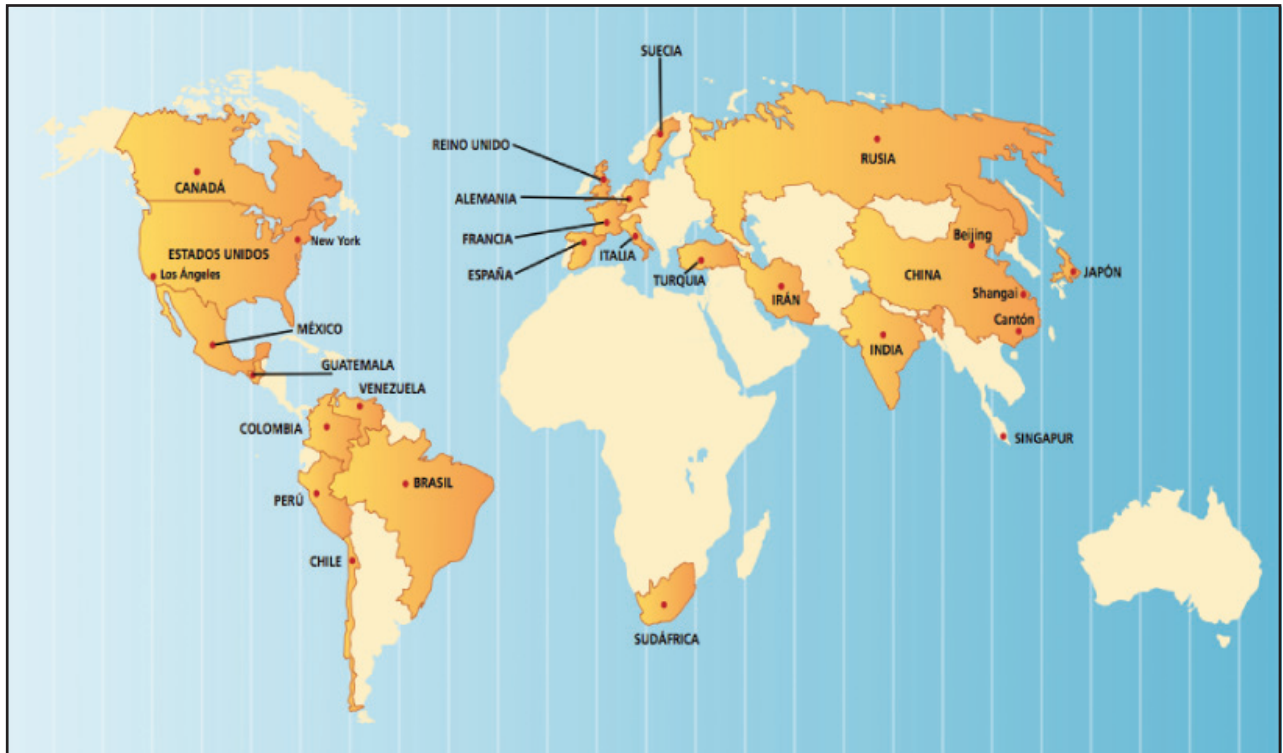 SUECIA
REINO UNIDO
RUSIA
CANADÁ
ALEMANIA
Beijing
FRANCIA
New York
ESTADOS UNIDOS
ITALIA
ESPAÑA
TURQUIA
CHINA
JAPÓN
Los Ángeles
IRÁN
Shangai
Cantón
MÉXICO
INDIA
GUATEMALA
VENEZUELA
COLOMBIA
SINGAPUR
BRASIL
PERÚ
CHILE
SUDÁFRICA